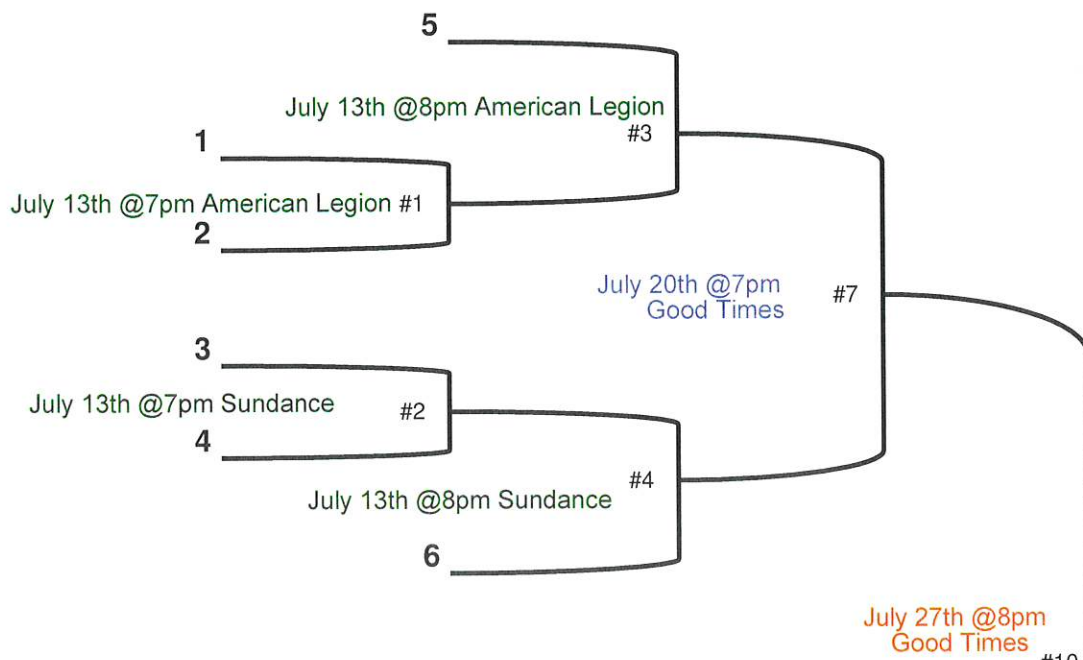 5
July 13th @8pm American Legion
#3
1
July 13th @7pm American Legion #1
2
July 20th @7pm
Good Times
#7
3
July 13th @7pm Sundance
#2
4
#4
July 13th @8pm Sundance
6
July 27th @8pm
Good Times